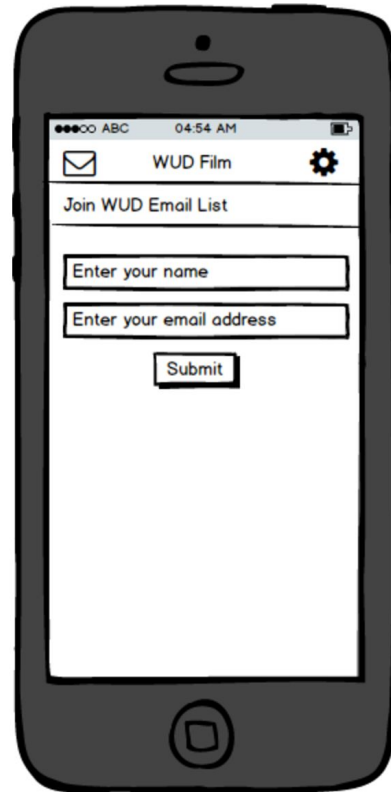 ABC 04:54 AM
WUD Film
Join WUD Email List
Enter your name
Enter your email address
Submit